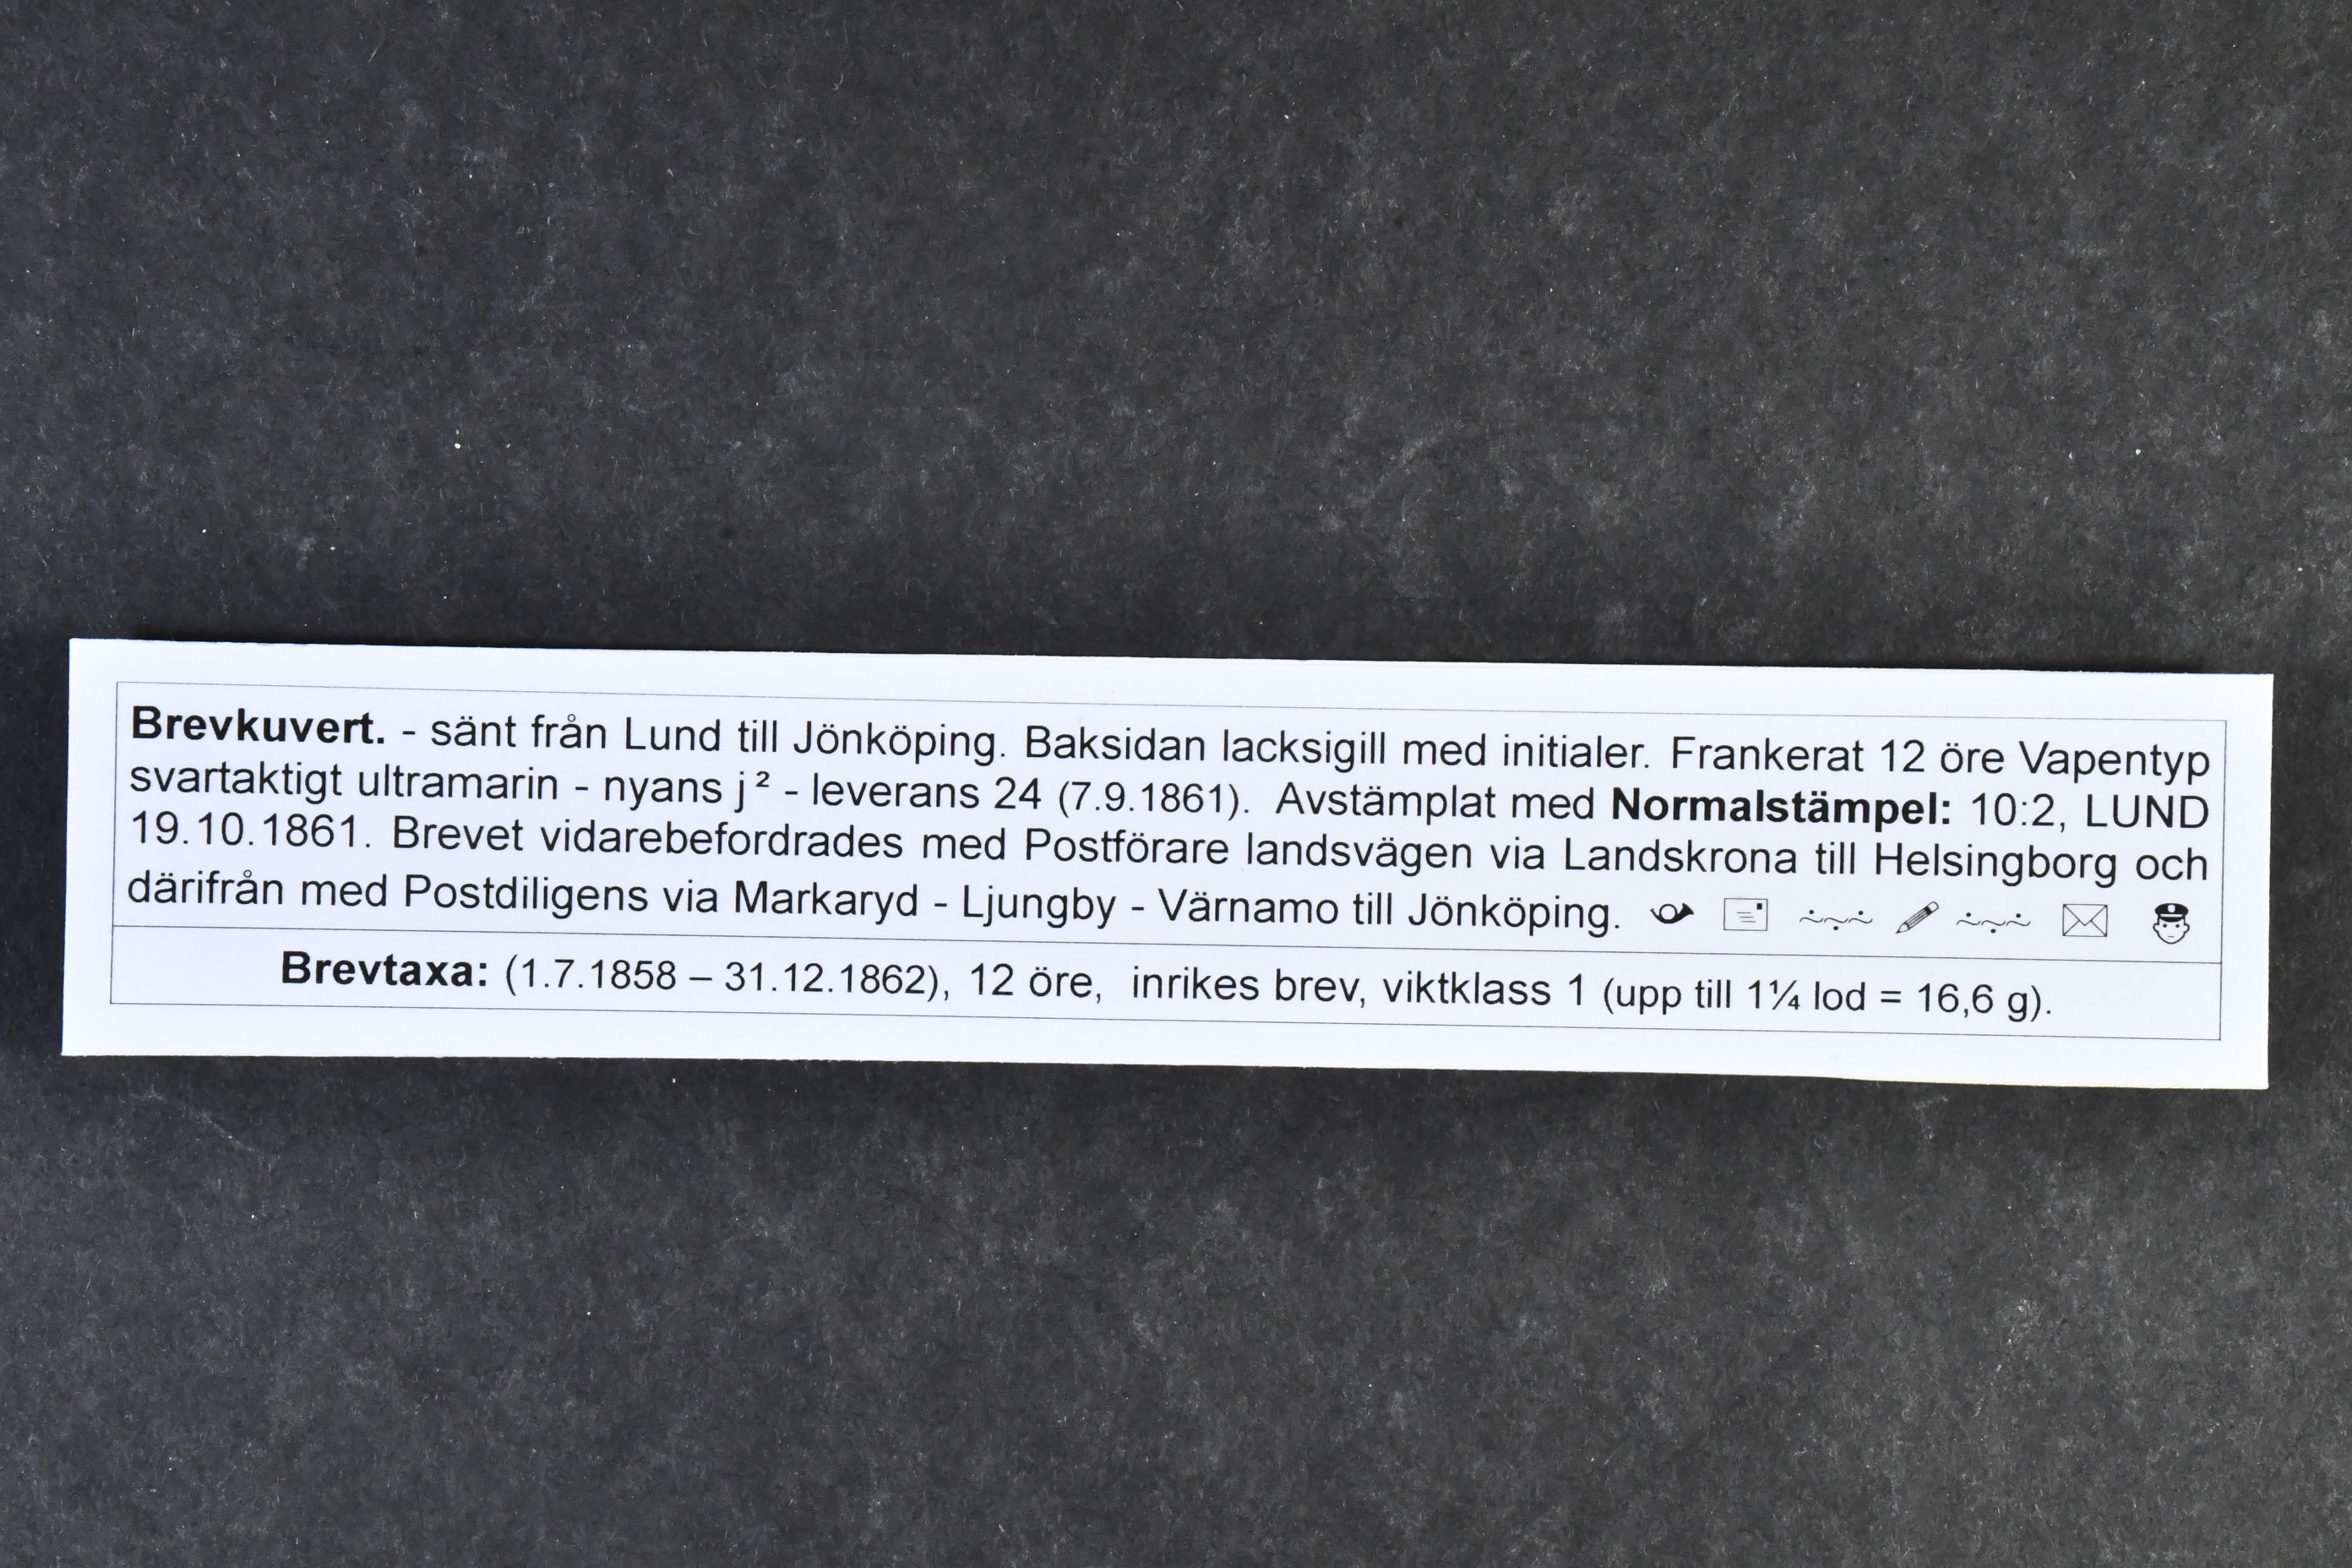 Brevkuvert. - sänt från Lund till Jönköping. Baksidan lacksigill med initialer. Frankerat 12 öre Vapentyp
svartaktigt ultramarin - nyans j ² - leverans 24 (7.9.1861). Avstämplat med Normalstämpel: 10:2, LUND
19.10.1861. Brevet vidarebefordrades med Postförare landsvägen via Landskrona till Helsingborg och
därifrån med Postdiligens via Markaryd - Ljungby - Värnamo till Jönköping.
Brevtaxa: (1.7.1858 – 31.12.1862), 12 öre, inrikes brev, viktklass 1 (upp till 1¼ lod = 16,6 g).